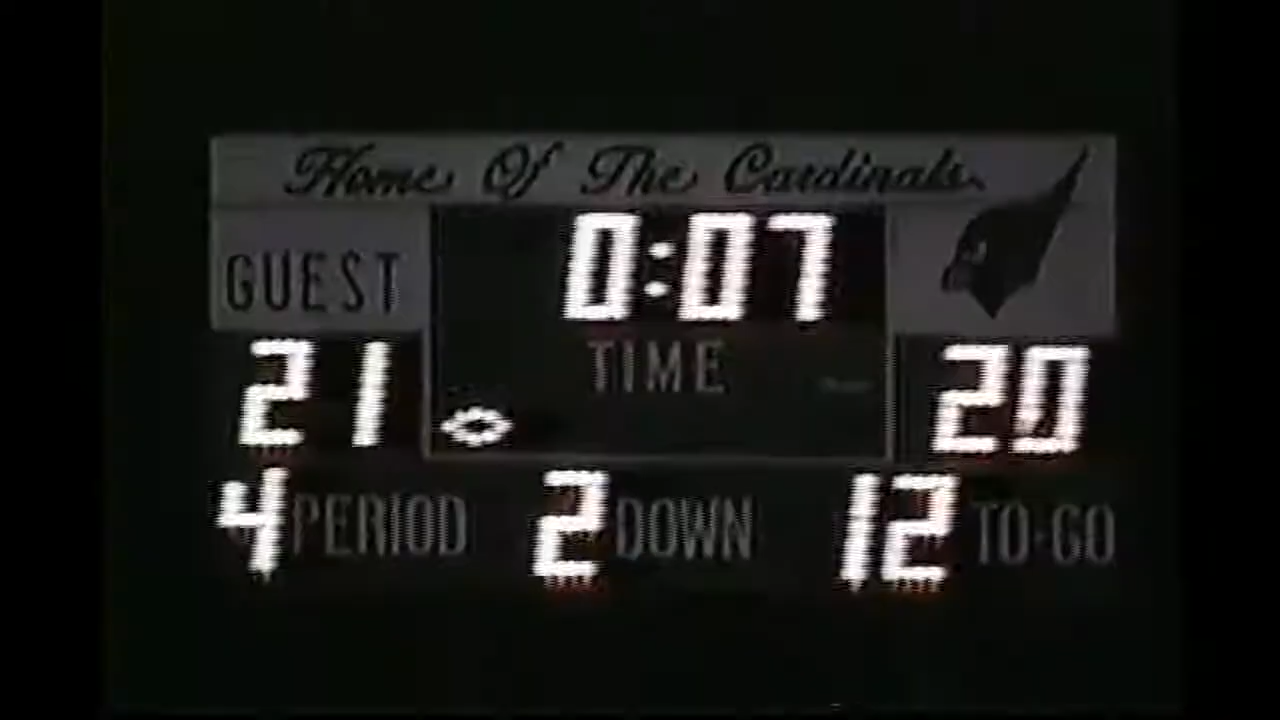 Home Of The Cardinals
GUEST 0:07
TIME
21 20
4 PERIOD 2 DOWN 12 TO-GO